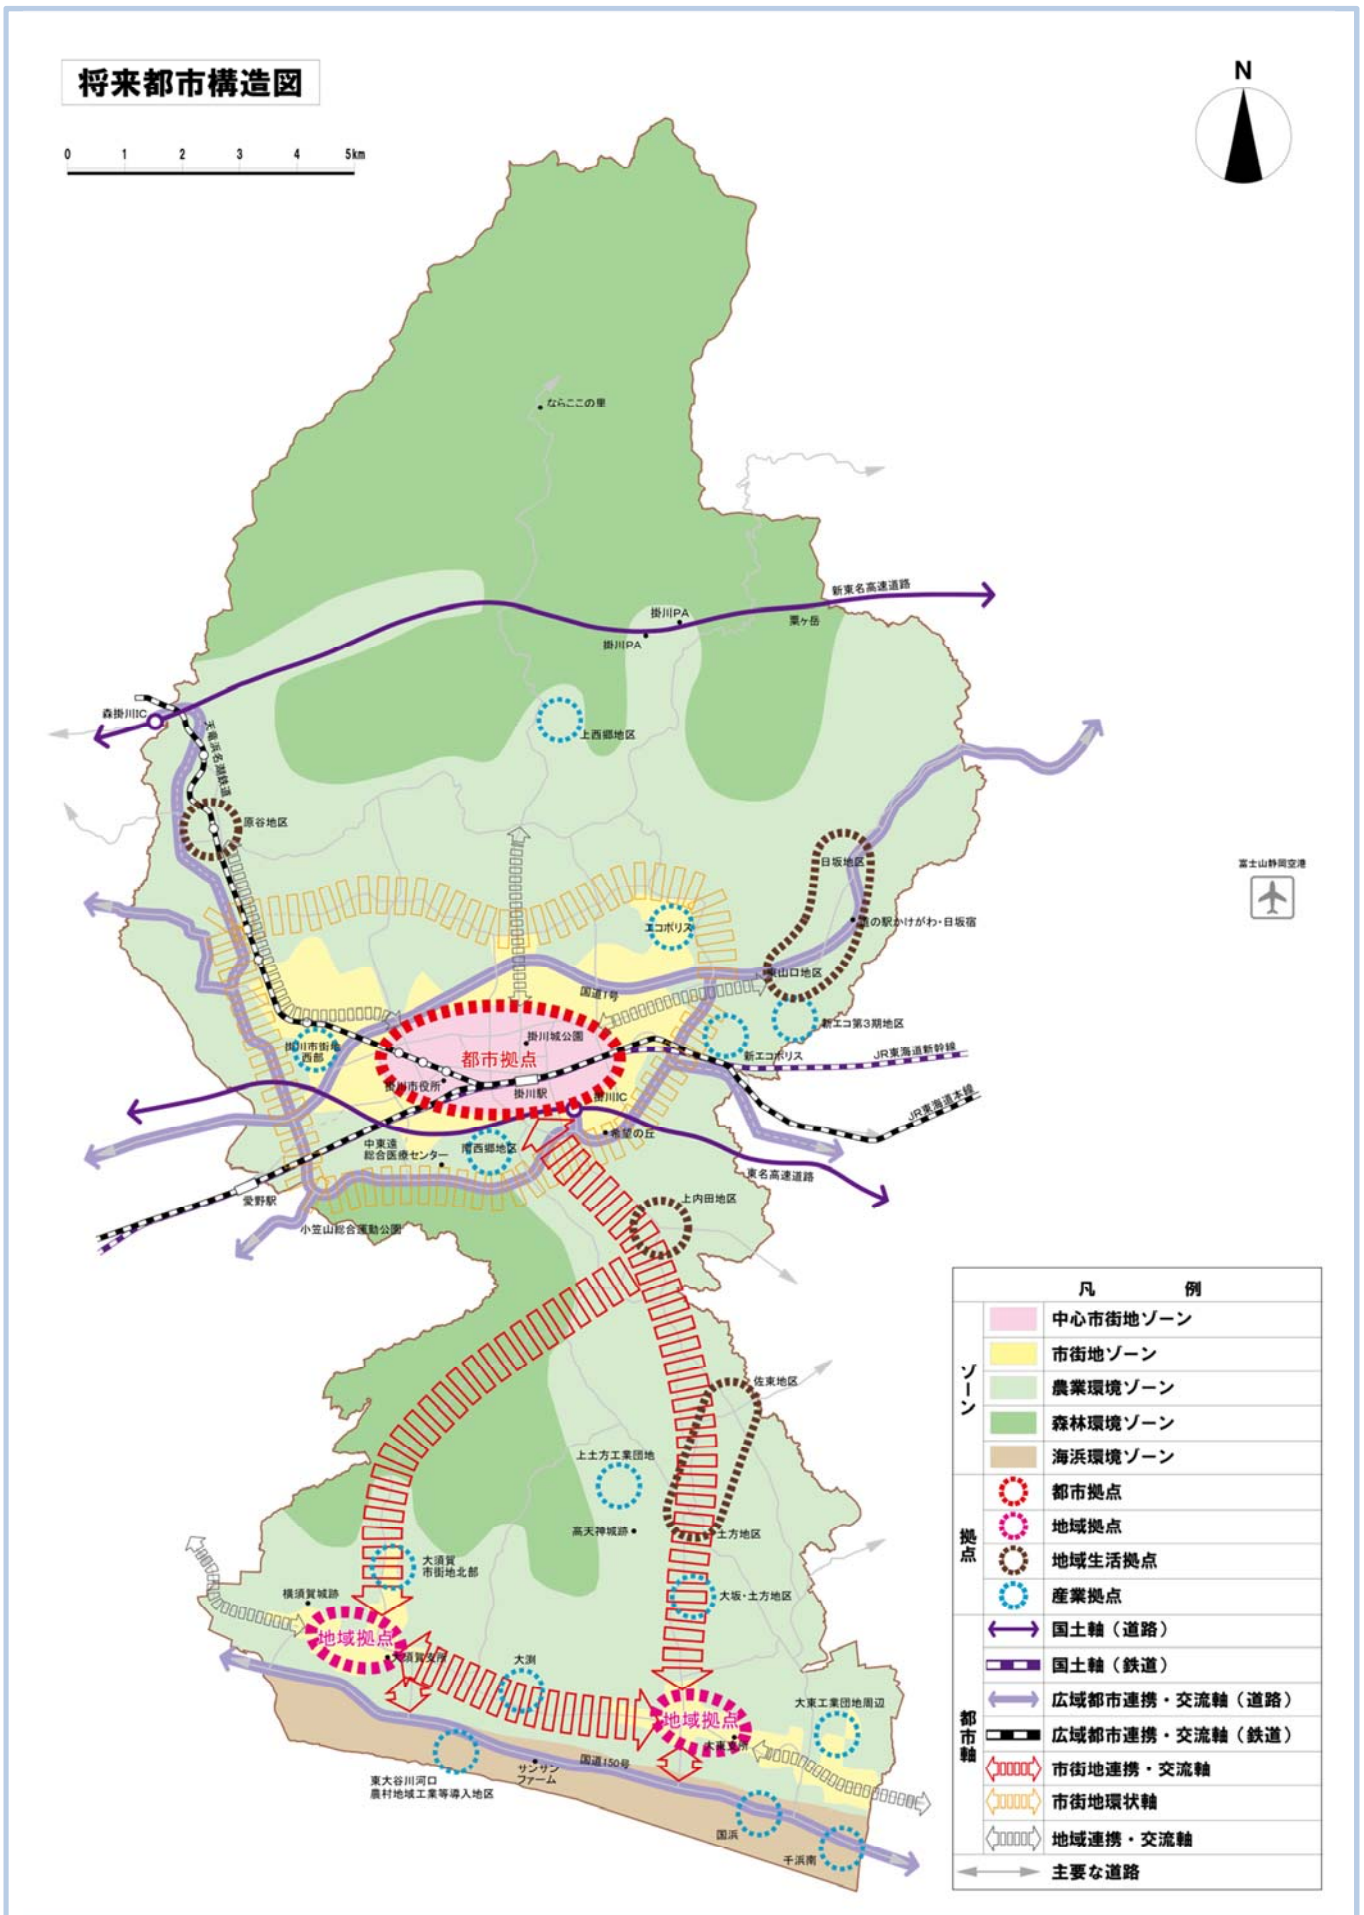 将来都市構造図
N
0 1 2 3 4 5km
ならここの里
新東名高速道路
掛川PA
粟ヶ岳
掛川PA
森掛川IC
天竜浜名湖鉄道
上西郷地区
原谷地区
日坂地区
富士山静岡空港
エコポリス
道の駅かけがわ・日坂宿
東山口地区
国道1号
新エコ第3期地区
掛川城公園
掛川市街地
西部
都市拠点
新エコポリス
JR東海道新幹線
掛川市役所
掛川駅
掛川IC
JR東海道本線
希望の丘
中東遠
総合医療センター
南西郷地区
東名高速道路
愛野駅
上内田地区
小笠山総合運動公園
佐東地区
上土方工業団地
高天神城跡
土方地区
大須賀
市街地北部
横須賀城跡
大坂・土方地区
地域拠点
大須賀支所
大渕
大東工業団地周辺
地域拠点
大東支所
国道150号
サンサン
ファーム
東大谷川河口
農村地域工業等導入地区
国浜
千浜南
凡例
ゾーン
中心市街地ゾーン
市街地ゾーン
農業環境ゾーン
森林環境ゾーン
海浜環境ゾーン
拠点
都市拠点
地域拠点
地域生活拠点
産業拠点
都市軸
国土軸（道路）
国土軸（鉄道）
広域都市連携・交流軸（道路）
広域都市連携・交流軸（鉄道）
市街地連携・交流軸
市街地環状軸
地域連携・交流軸
主要な道路